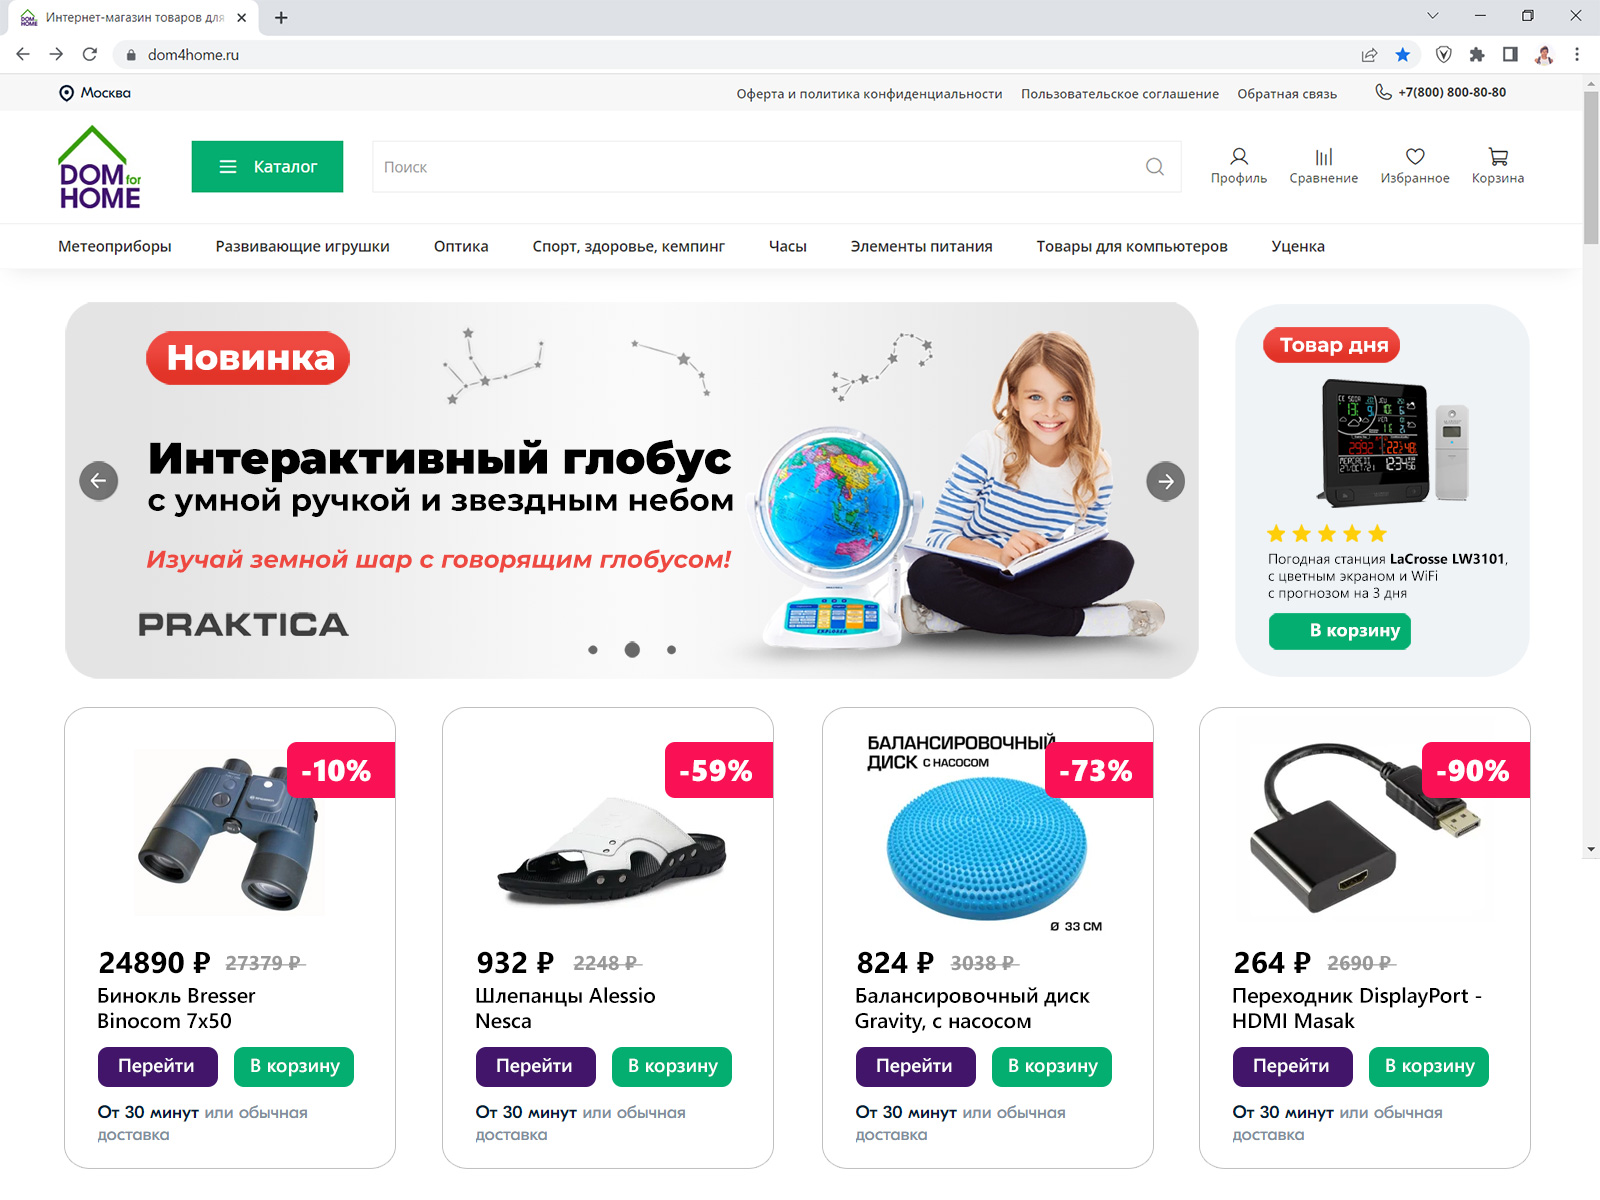 Интернет-магазин товаров для
dom4home.ru
Москва
Оферта и политика конфиденциальности Пользовательское соглашение Обратная связь +7(800) 800-80-80
DOM for
HOME
Каталог
Поиск
Профиль Сравнение Избранное Корзина
Метеоприборы Развивающие игрушки Оптика Спорт, здоровье, кемпинг Часы Элементы питания Товары для компьютеров Уценка
Новинка
Интерактивный глобус
с умной ручкой и звездным небом
Изучай земной шар с говорящим глобусом!
PRAKTICA
Товар дня
Погодная станция LaCrosse LW3101,
с цветным экраном и WiFi
с прогнозом на 3 дня
В корзину
-10%
24890 ₽ 27379 ₽
Бинокль Bresser
Binocom 7x50
Перейти В корзину
От 30 минут или обычная
доставка
-59%
932 ₽ 2248 ₽
Шлепанцы Alessio
Nesca
Перейти В корзину
От 30 минут или обычная
доставка
БАЛАНСИРОВОЧНЫЙ
ДИСК С НАСОСОМ
-73%
Ø 33 СМ
824 ₽ 3038 ₽
Балансировочный диск
Gravity, с насосом
Перейти В корзину
От 30 минут или обычная
доставка
-90%
264 ₽ 2690 ₽
Переходник DisplayPort -
HDMI Masak
Перейти В корзину
От 30 минут или обычная
доставка